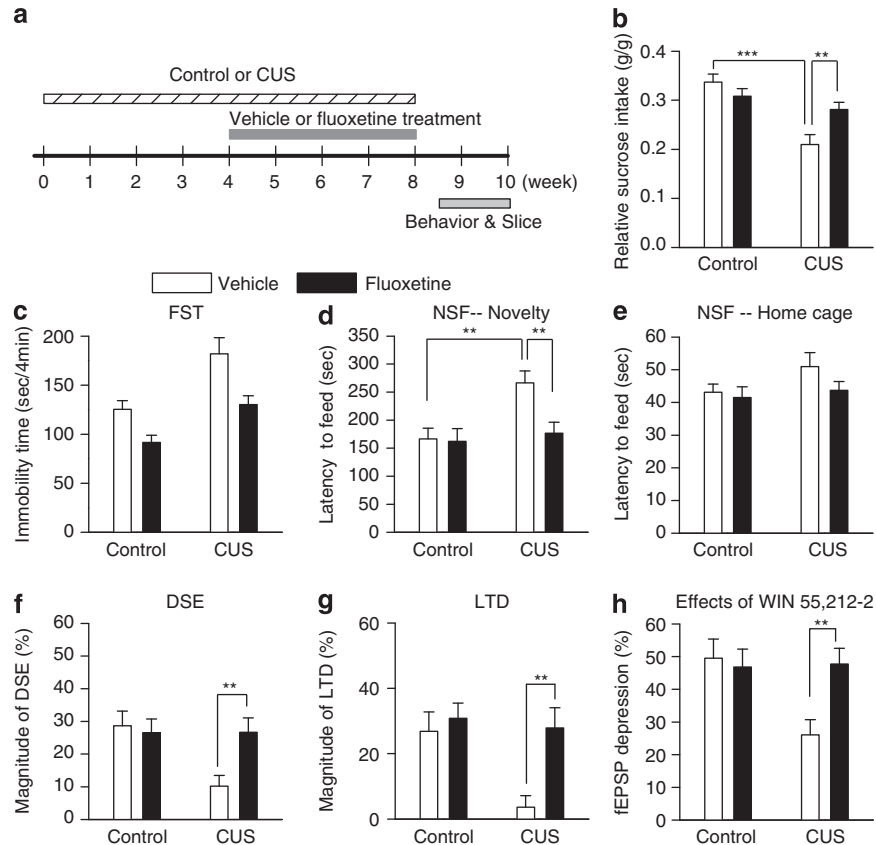 a
Control or CUS
Vehicle or fluoxetine treatment
0 1 2 3 4 5 6 7 8 9 10 (week)
Behavior & Slice
b
Relative sucrose intake (g/g)
0.4
0.3
0.2
0.1
0.0
*** **
Control CUS
Vehicle Fluoxetine
c
FST
Immobility time (sec/4min)
200
150
100
50
0
Control CUS
d
NSF-- Novelty
Latency to feed (sec)
350
300
250
200
150
100
50
0
** **
Control CUS
e
NSF -- Home cage
Latency to feed (sec)
60
50
40
30
20
10
0
Control CUS
f
DSE
Magnitude of DSE (%)
60
50
40
30
20
10
0
**
Control CUS
g
LTD
Magnitude of LTD (%)
60
40
20
0
**
Control CUS
h
Effects of WIN 55,212-2
fEPSP depression (%)
60
50
40
30
20
10
0
**
Control CUS